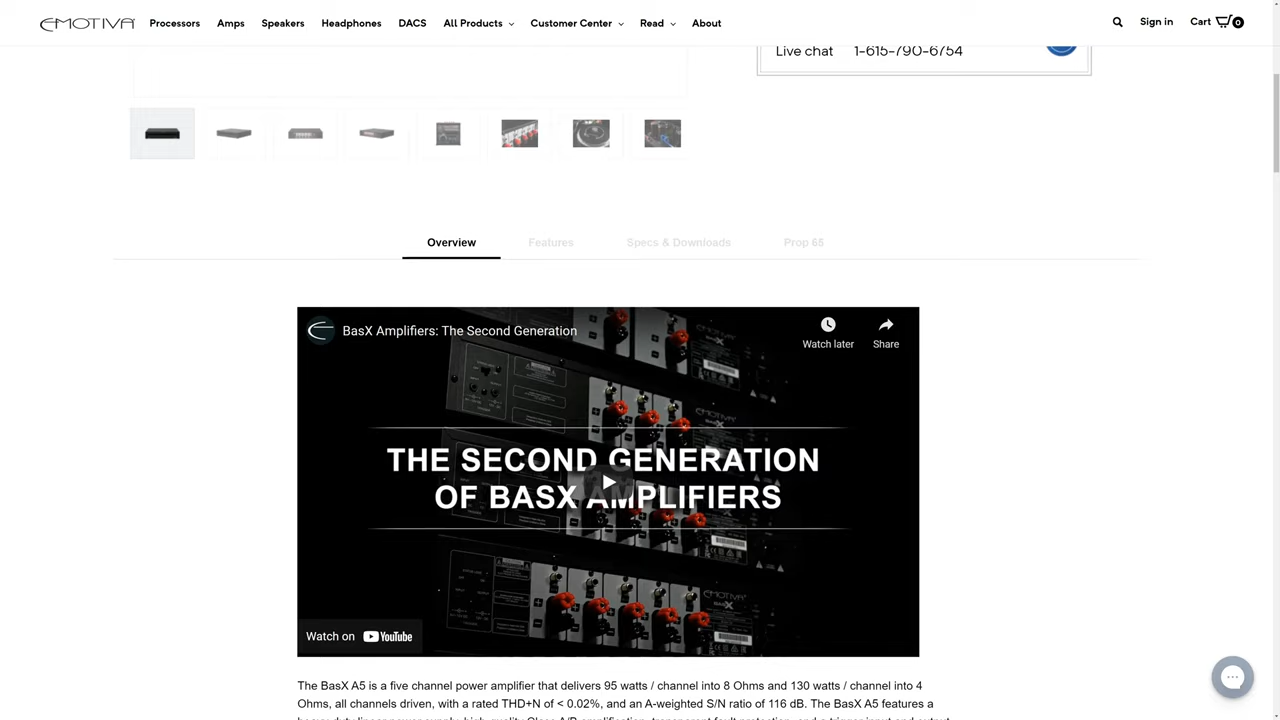 EMOTIVA Processors Amps Speakers Headphones DACS All Products Customer Center Read About Sign in Cart 0
Live chat 1-615-790-6754
Overview Features Specs & Downloads Prop 65
BasX Amplifiers: The Second Generation
Watch later Share
THE SECOND GENERATION
OF BASX AMPLIFIERS
Watch on YouTube
The BasX A5 is a five channel power amplifier that delivers 95 watts / channel into 8 Ohms and 130 watts / channel into 4
Ohms, all channels driven, with a rated THD+N of < 0.02%, and an A-weighted S/N ratio of 116 dB. The BasX A5 features a